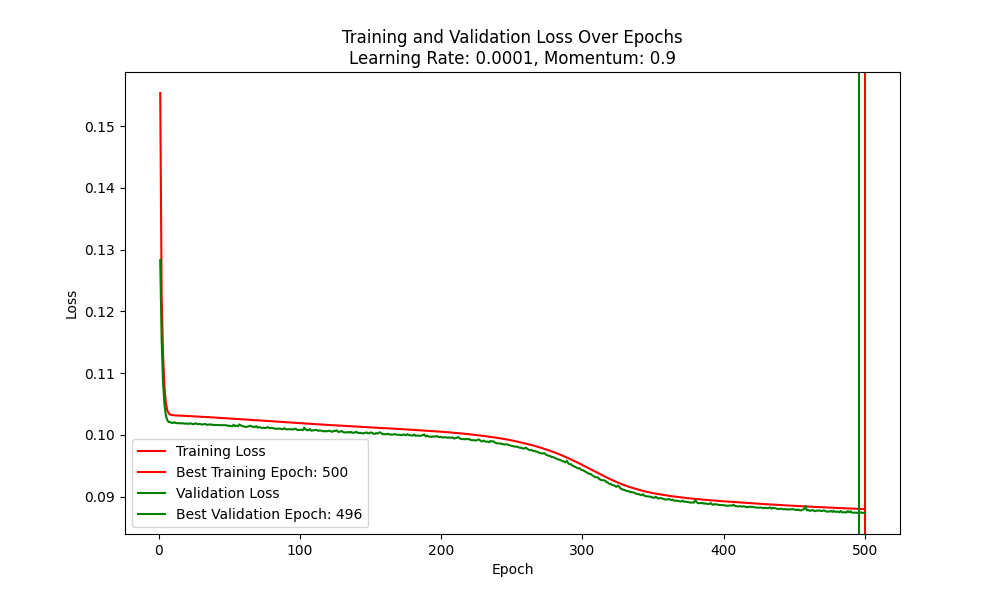 Training and Validation Loss Over Epochs
Learning Rate: 0.0001, Momentum: 0.9
Loss
0.15
0.14
0.13
0.12
0.11
0.10
0.09
Training Loss
Best Training Epoch: 500
Validation Loss
Best Validation Epoch: 496
0 100 200 300 400 500
Epoch